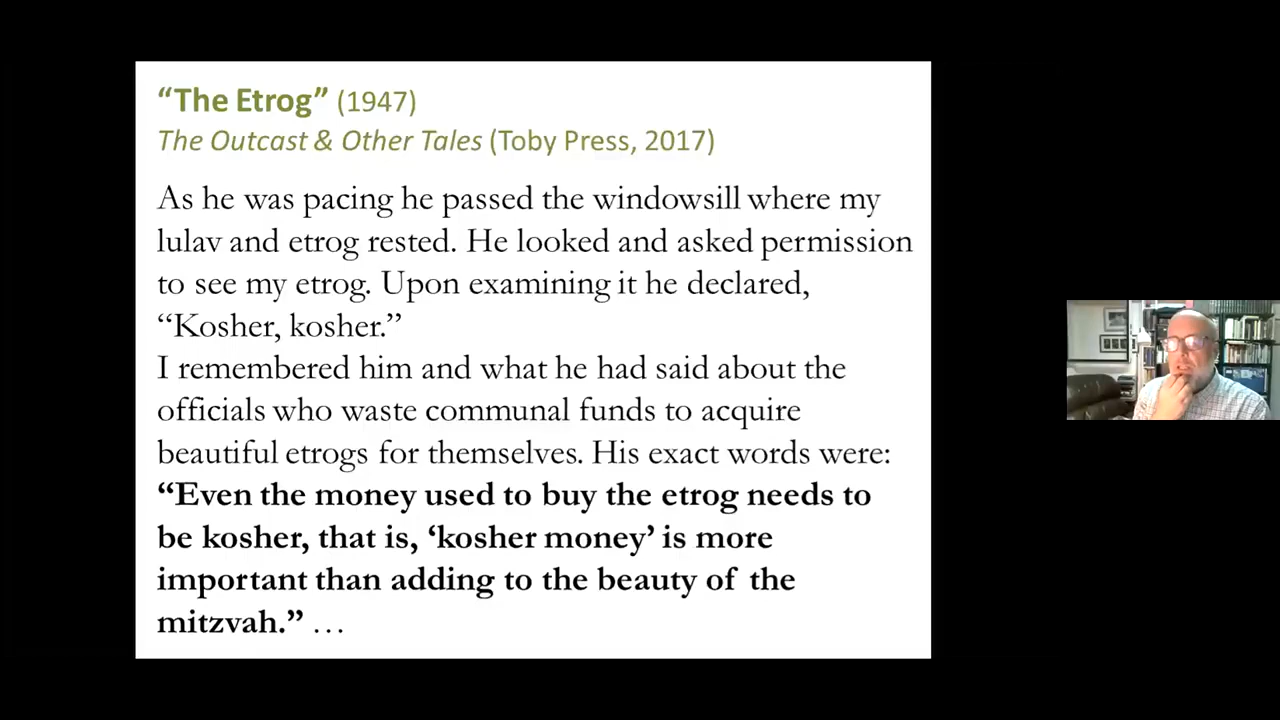 “The Etrog” (1947)
The Outcast & Other Tales (Toby Press, 2017)
As he was pacing he passed the windowsill where my
lulav and etrog rested. He looked and asked permission
to see my etrog. Upon examining it he declared,
“Kosher, kosher.”
I remembered him and what he had said about the
officials who waste communal funds to acquire
beautiful etrogs for themselves. His exact words were:
“Even the money used to buy the etrog needs to
be kosher, that is, ‘kosher money’ is more
important than adding to the beauty of the
mitzvah.” …